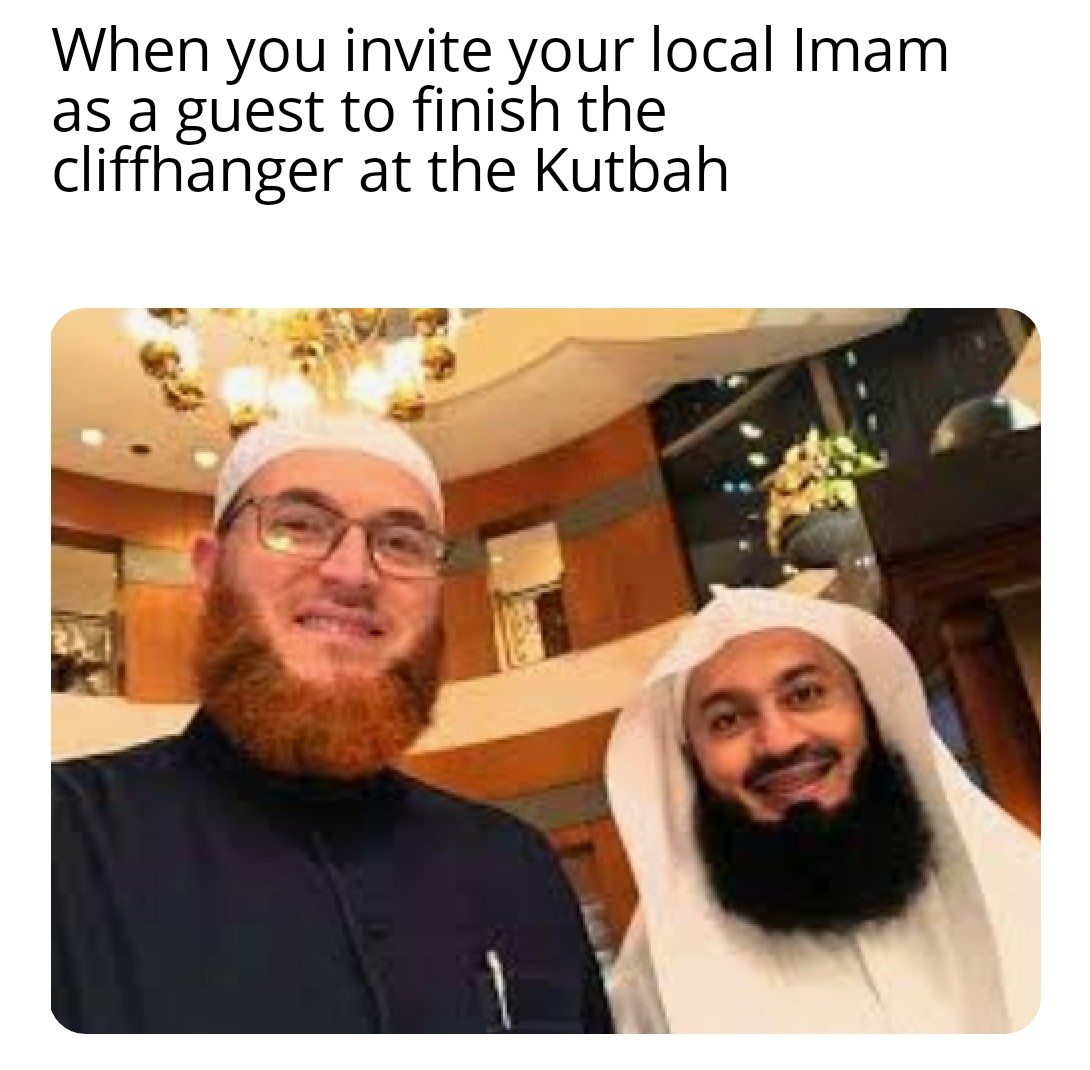 When you invite your local Imam
as a guest to finish the
cliffhanger at the Kutbah